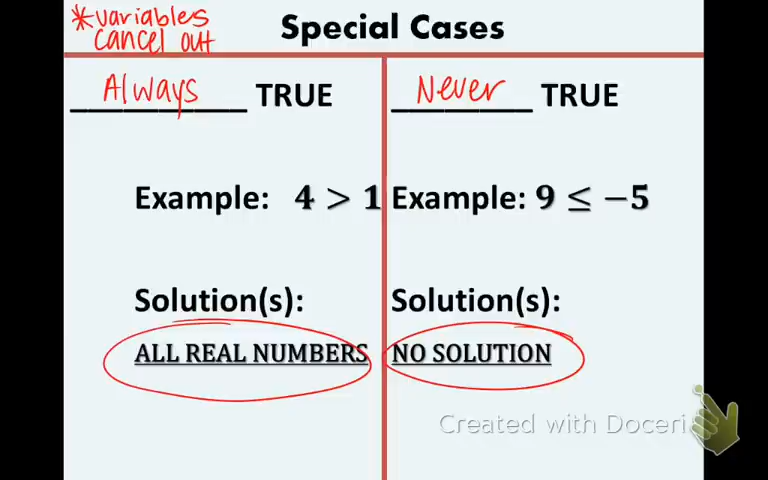 *variables
cancel out
Special Cases
Always TRUE
Example: 4 > 1
Solution(s):
ALL REAL NUMBERS
Never TRUE
Example: 9 ≤ −5
Solution(s):
NO SOLUTION
Created with Doceri